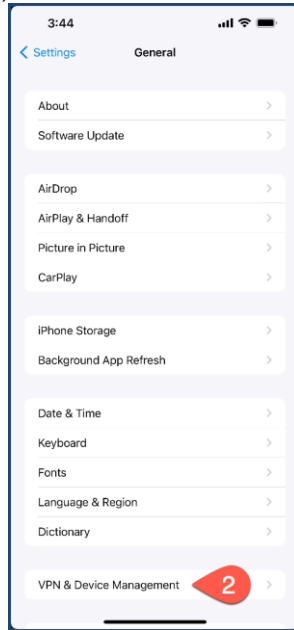 3:44
Settings General
About
Software Update
AirDrop
AirPlay & Handoff
Picture in Picture
CarPlay
iPhone Storage
Background App Refresh
Date & Time
Keyboard
Fonts
Language & Region
Dictionary
VPN & Device Management 2